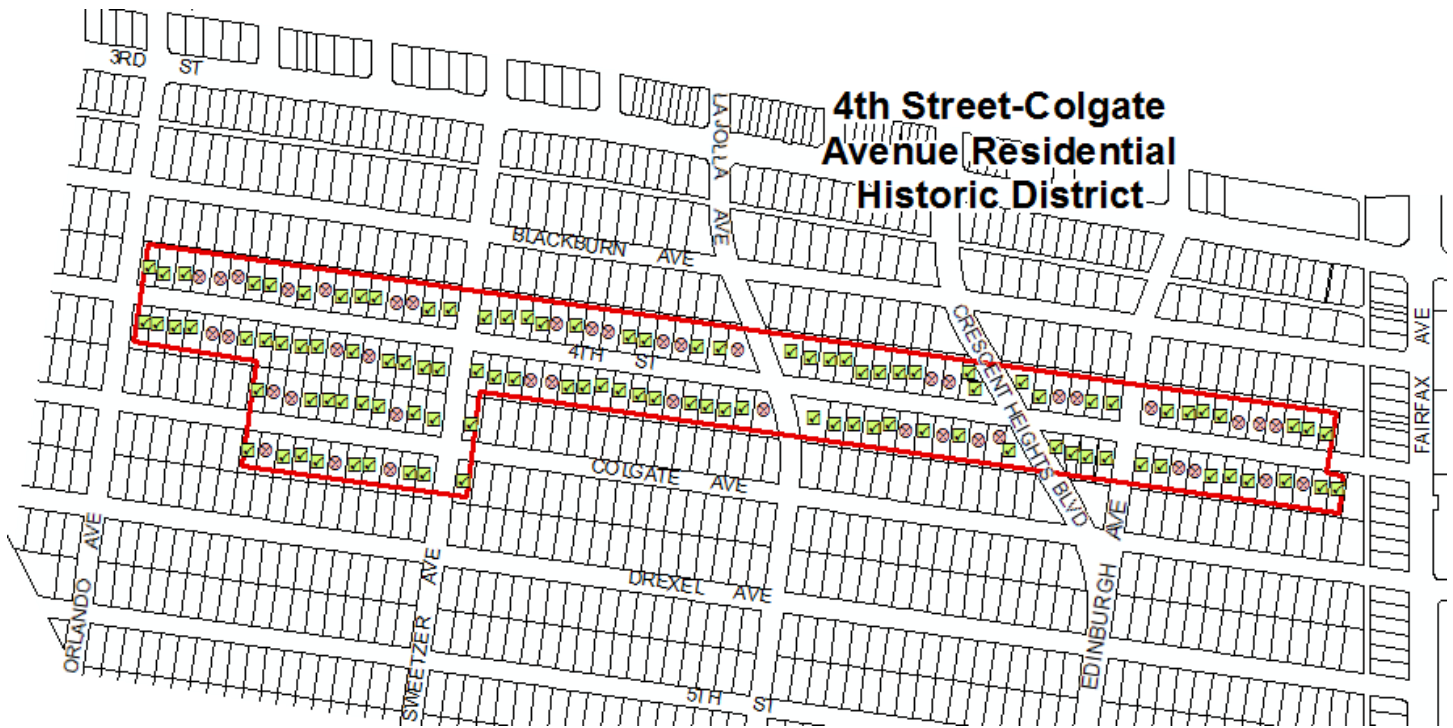 3RD ST
4th Street-Colgate
Avenue Residential
Historic District
LA JOLLA AVE
BLACKBURN AVE
CRESCENT HEIGHTS BLVD
FAIRFAX AVE
4TH ST
COLGATE AVE
ORLANDO AVE
SWEETZER AVE
DREXEL AVE
EDINBURGH AVE
5TH ST